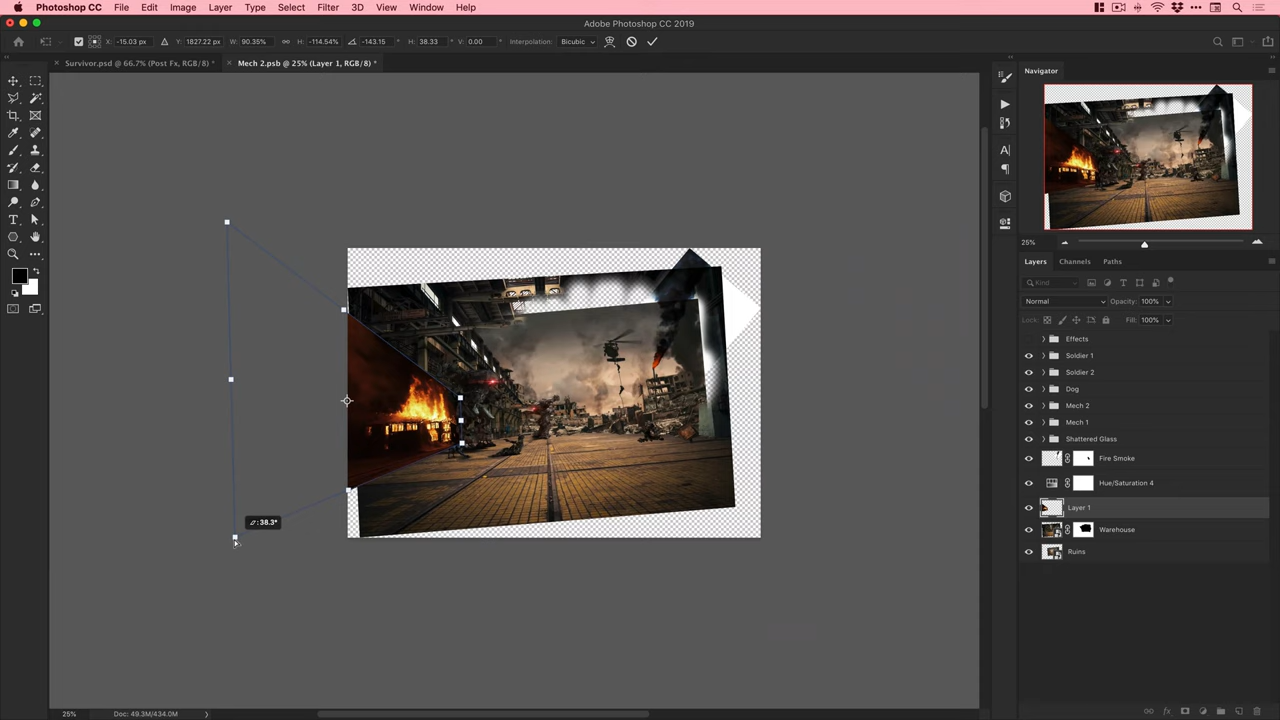 Photoshop CC File Edit Image Layer Type Select Filter 3D View Window Help
Adobe Photoshop CC 2019
X: -15.03 px Y: 1827.22 px W: 90.35% H: -114.54% -143.15 ° H: 38.33 ° V: 0.00 ° Interpolation: Bicubic
Survivor.psd @ 66.7% (Post Fx, RGB/8) * Mech 2.psb @ 25% (Layer 1, RGB/8) *
Navigator
25%
Layers Channels Paths
Kind
Normal Opacity: 100%
Lock: Fill: 100%
Effects
Soldier 1
Soldier 2
Dog
Mech 2
Mech 1
Shattered Glass
Fire Smoke
Hue/Saturation 4
Layer 1
Warehouse
Ruins
:38.3°
25% Doc: 49.3M/434.0M